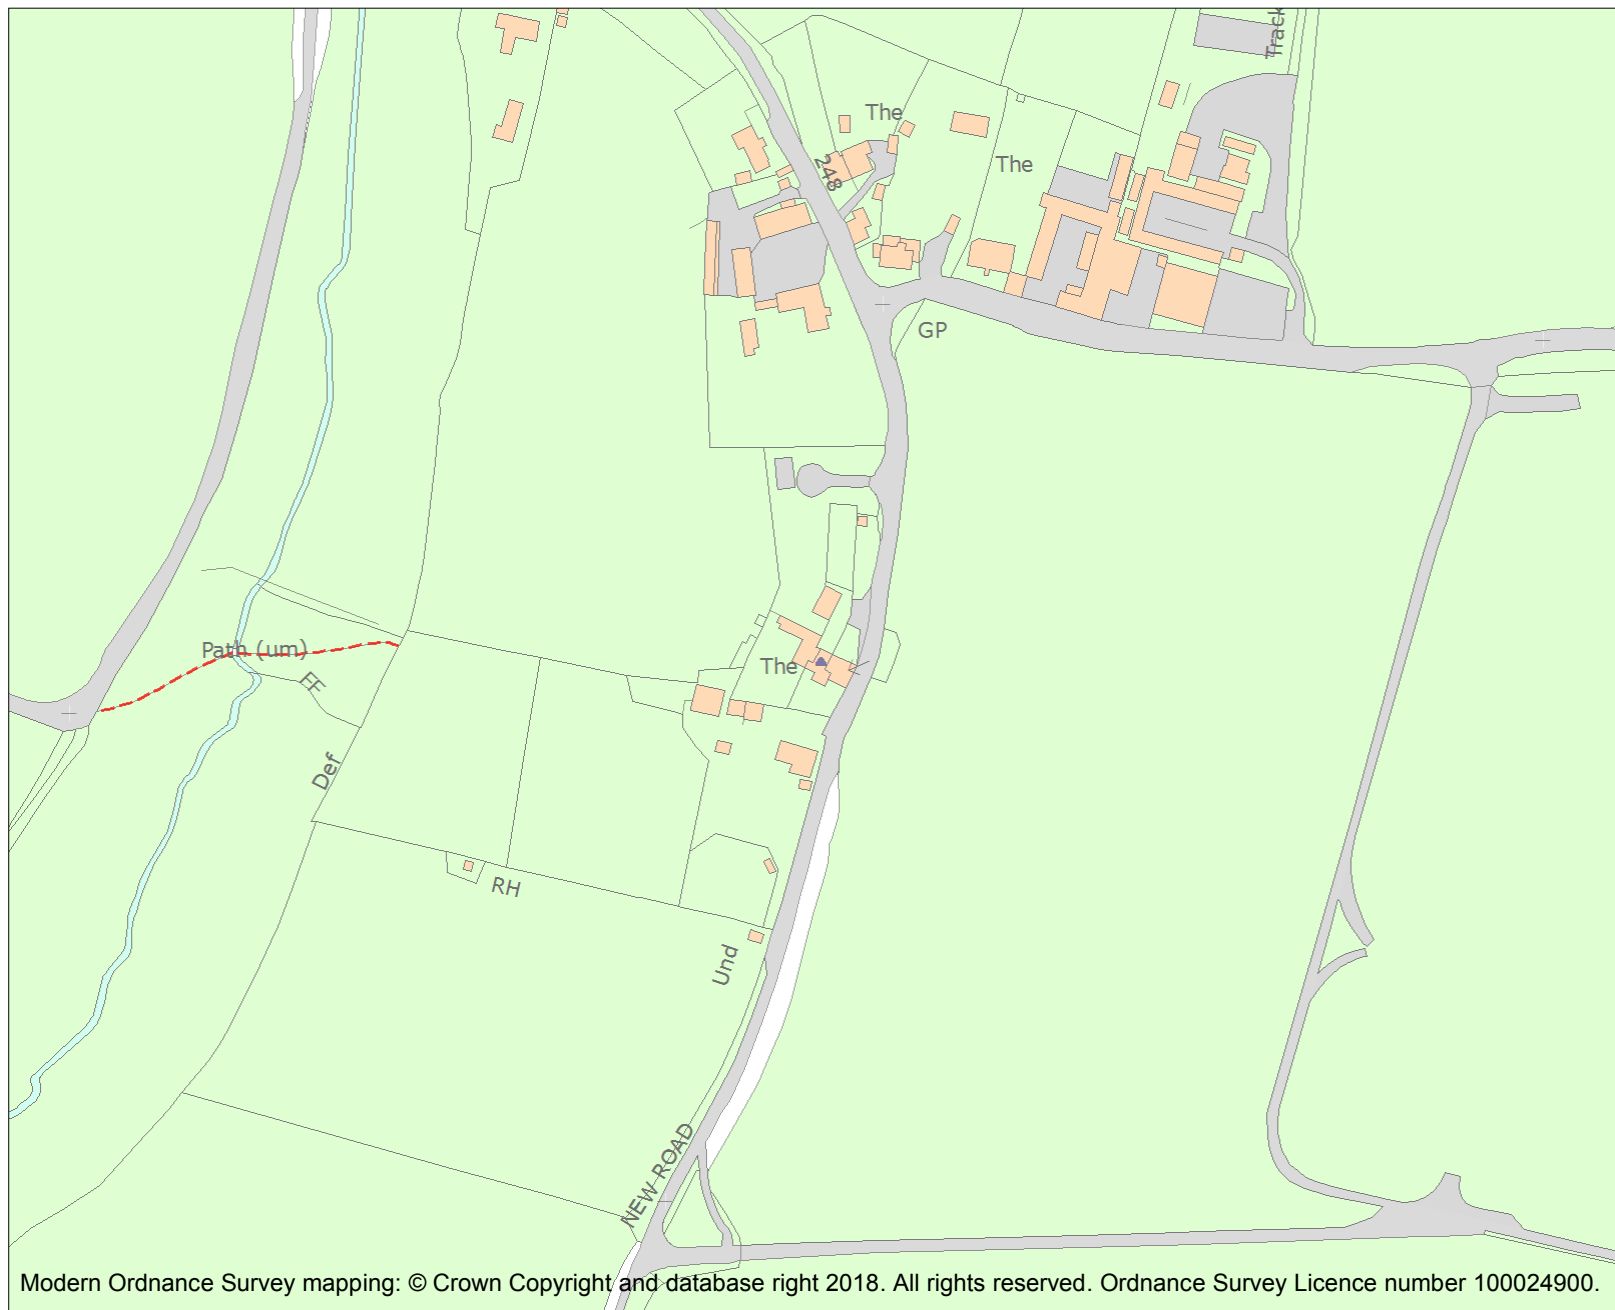 Track
The
248
The
GP
Path (um)
FF
The
Def
RH
Und
NEW ROAD
Modern Ordnance Survey mapping: © Crown Copyright and database right 2018. All rights reserved. Ordnance Survey Licence number 100024900.